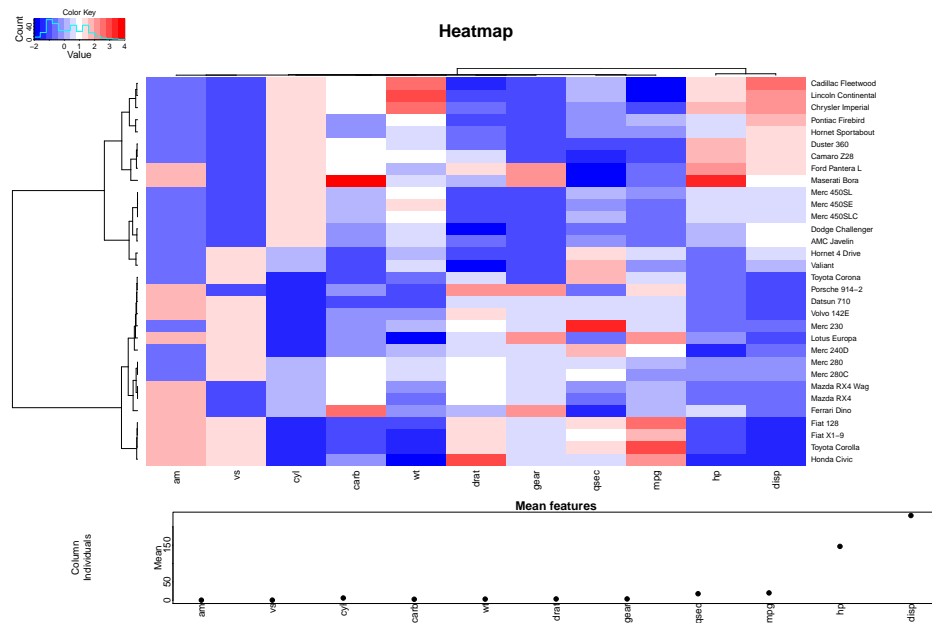 Color Key
Count
0 40
−2 0 1 2 3 4
Value
Heatmap
Cadillac Fleetwood
Lincoln Continental
Chrysler Imperial
Pontiac Firebird
Hornet Sportabout
Duster 360
Camaro Z28
Ford Pantera L
Maserati Bora
Merc 450SL
Merc 450SE
Merc 450SLC
Dodge Challenger
AMC Javelin
Hornet 4 Drive
Valiant
Toyota Corona
Porsche 914−2
Datsun 710
Volvo 142E
Merc 230
Lotus Europa
Merc 240D
Merc 280
Merc 280C
Mazda RX4 Wag
Mazda RX4
Ferrari Dino
Fiat 128
Fiat X1−9
Toyota Corolla
Honda Civic
am vs cyl carb wt drat gear qsec mpg hp disp
Mean features
Column
Individuals
Mean
0 50 150
am vs cyl carb wt drat gear qsec mpg hp disp